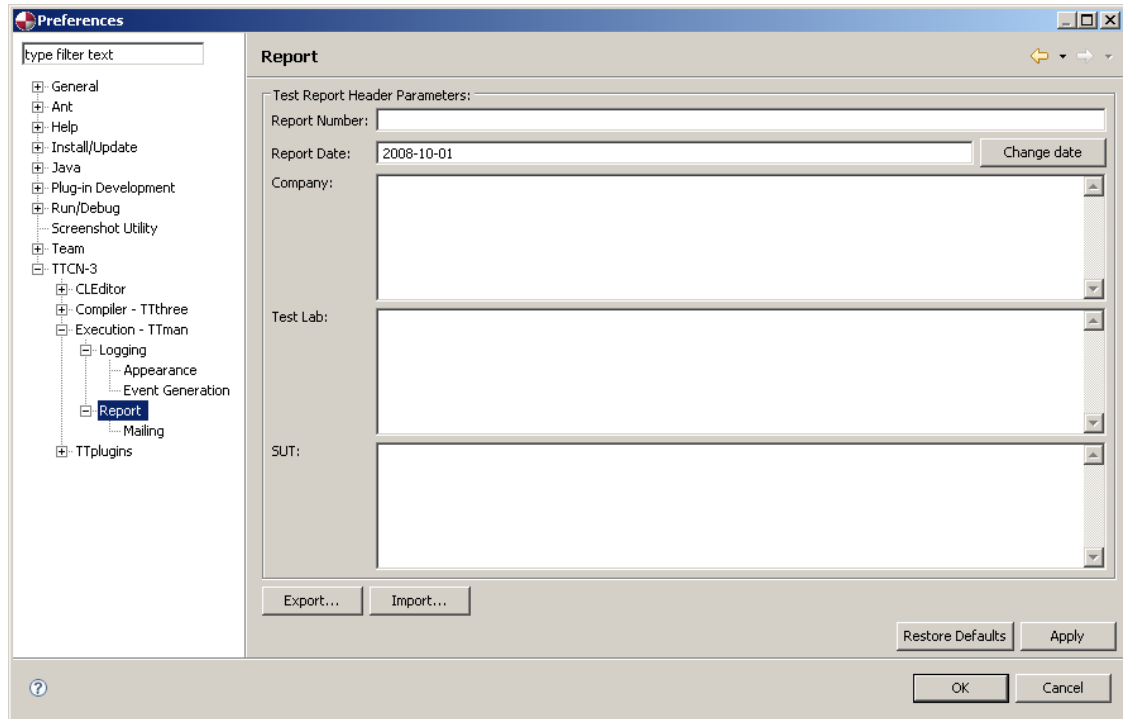 Preferences
type filter text
General
Ant
Help
Install/Update
Java
Plug-in Development
Run/Debug
Screenshot Utility
Team
TTCN-3
CLEditor
Compiler - TTthree
Execution - TTman
Logging
Appearance
Event Generation
Report
Mailing
TTplugins
Report
Test Report Header Parameters:
Report Number:
Report Date: 2008-10-01 Change date
Company:
Test Lab:
SUT:
Export... Import...
Restore Defaults Apply
OK Cancel